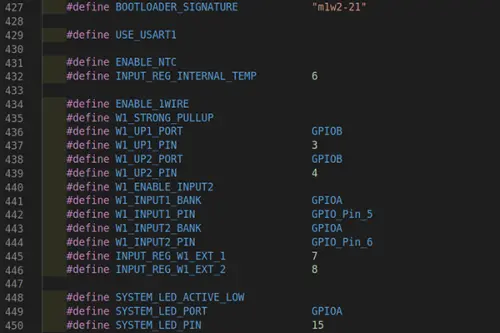 427 #define BOOTLOADER_SIGNATURE "m1w2-21"
428
429 #define USE_USART1
430
431 #define ENABLE_NTC
432 #define INPUT_REG_INTERNAL_TEMP 6
433
434 #define ENABLE_1WIRE
435 #define W1_STRONG_PULLUP
436 #define W1_UP1_PORT GPIOB
437 #define W1_UP1_PIN 3
438 #define W1_UP2_PORT GPIOB
439 #define W1_UP2_PIN 4
440 #define W1_ENABLE_INPUT2
441 #define W1_INPUT1_BANK GPIOA
442 #define W1_INPUT1_PIN GPIO_Pin_5
443 #define W1_INPUT2_BANK GPIOA
444 #define W1_INPUT2_PIN GPIO_Pin_6
445 #define INPUT_REG_W1_EXT_1 7
446 #define INPUT_REG_W1_EXT_2 8
447
448 #define SYSTEM_LED_ACTIVE_LOW
449 #define SYSTEM_LED_PORT GPIOA
450 #define SYSTEM_LED_PIN 15